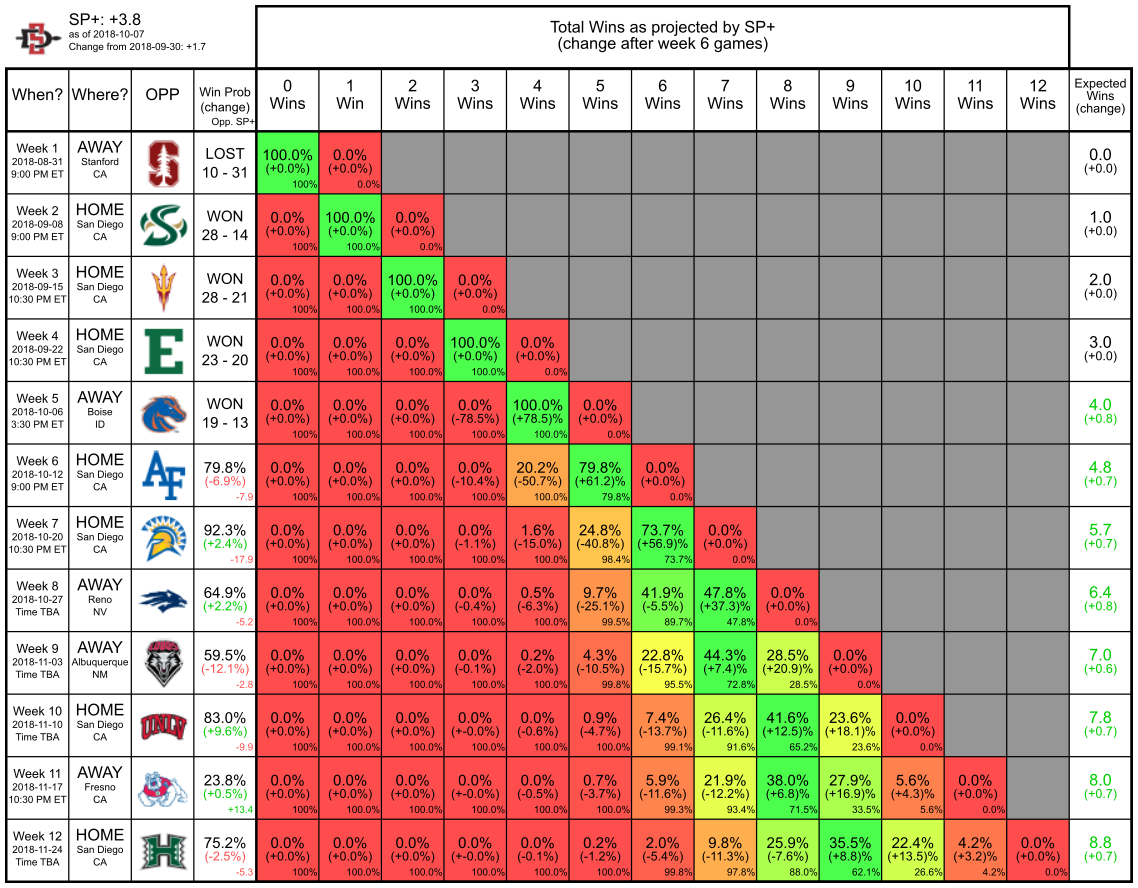 SP+: +3.8
as of 2018-10-07
Change from 2018-09-30: +1.7
Total Wins as projected by SP+
(change after week 6 games)
When? Where? OPP Win Prob (change) Opp. SP+ 0 Wins 1 Win 2 Wins 3 Wins 4 Wins 5 Wins 6 Wins 7 Wins 8 Wins 9 Wins 10 Wins 11 Wins 12 Wins Expected Wins (change)
Week 1 AWAY LOST 100.0% 0.0% 0.0
2018-08-31 Stanford 10 - 31 (+0.0%) (+0.0%) (+0.0)
9:00 PM ET CA 100% 0.0%
Week 2 HOME WON 0.0% 100.0% 0.0% 1.0
2018-09-08 San Diego 28 - 14 (+0.0%) (+0.0%) (+0.0%) (+0.0)
9:00 PM ET CA 100% 100.0% 0.0%
Week 3 HOME WON 0.0% 0.0% 100.0% 0.0% 2.0
2018-09-15 San Diego 28 - 21 (+0.0%) (+0.0%) (+0.0%) (+0.0%) (+0.0)
10:30 PM ET CA 100% 100.0% 100.0% 0.0%
Week 4 HOME E WON 0.0% 0.0% 0.0% 100.0% 0.0% 3.0
2018-09-22 San Diego 23 - 20 (+0.0%) (+0.0%) (+0.0%) (+0.0%) (+0.0%) (+0.0)
10:30 PM ET CA 100% 100.0% 100.0% 100.0% 0.0%
Week 5 AWAY WON 0.0% 0.0% 0.0% 0.0% 100.0% 0.0% 4.0
2018-10-06 Boise 19 - 13 (+0.0%) (+0.0%) (+0.0%) (-78.5%) (+78.5)% (+0.0%) (+0.8)
3:30 PM ET ID 100% 100.0% 100.0% 100.0% 100.0% 0.0%
Week 6 HOME AF 79.8% 0.0% 0.0% 0.0% 0.0% 20.2% 79.8% 0.0% 4.8
2018-10-12 San Diego (-6.9%) (+0.0%) (+0.0%) (+0.0%) (-10.4%) (-50.7%) (+61.2)% (+0.0%) (+0.7)
9:00 PM ET CA -7.9 100% 100.0% 100.0% 100.0% 100.0% 79.8% 0.0%
Week 7 HOME 92.3% 0.0% 0.0% 0.0% 0.0% 1.6% 24.8% 73.7% 0.0% 5.7
2018-10-20 San Diego (+2.4%) (+0.0%) (+0.0%) (+0.0%) (-1.1%) (-15.0%) (-40.8%) (+56.9)% (+0.0%) (+0.7)
10:30 PM ET CA -17.9 100% 100.0% 100.0% 100.0% 100.0% 98.4% 73.7% 0.0%
Week 8 AWAY 64.9% 0.0% 0.0% 0.0% 0.0% 0.5% 9.7% 41.9% 47.8% 0.0% 6.4
2018-10-27 Reno (+2.2%) (+0.0%) (+0.0%) (+0.0%) (-0.4%) (-6.3%) (-25.1%) (-5.5%) (+37.3)% (+0.0%) (+0.8)
Time TBA NV -5.2 100% 100.0% 100.0% 100.0% 100.0% 99.5% 89.7% 47.8% 0.0%
Week 9 AWAY 59.5% 0.0% 0.0% 0.0% 0.0% 0.2% 4.3% 22.8% 44.3% 28.5% 0.0% 7.0
2018-11-03 Albuquerque (-12.1%) (+0.0%) (+0.0%) (+0.0%) (-0.1%) (-2.0%) (-10.5%) (-15.7%) (+7.4)% (+20.9)% (+0.0%) (+0.6)
Time TBA NM -2.8 100% 100.0% 100.0% 100.0% 100.0% 99.8% 95.5% 72.8% 28.5% 0.0%
Week 10 HOME UNLV 83.0% 0.0% 0.0% 0.0% 0.0% 0.0% 0.9% 7.4% 26.4% 41.6% 23.6% 0.0% 7.8
2018-11-10 San Diego (+9.6%) (+0.0%) (+0.0%) (+0.0%) (+-0.0%) (-0.6%) (-4.7%) (-13.7%) (-11.6%) (+12.5)% (+18.1)% (+0.0%) (+0.7)
Time TBA CA -9.9 100% 100.0% 100.0% 100.0% 100.0% 100.0% 99.1% 91.6% 65.2% 23.6% 0.0%
Week 11 AWAY 23.8% 0.0% 0.0% 0.0% 0.0% 0.0% 0.7% 5.9% 21.9% 38.0% 27.9% 5.6% 0.0% 8.0
2018-11-17 Fresno (+0.5%) (+0.0%) (+0.0%) (+0.0%) (+-0.0%) (-0.5%) (-3.7%) (-11.6%) (-12.2%) (+6.8)% (+16.9)% (+4.3)% (+0.0%) (+0.7)
10:30 PM ET CA +13.4 100% 100.0% 100.0% 100.0% 100.0% 100.0% 99.3% 93.4% 71.5% 33.5% 5.6% 0.0%
Week 12 HOME H 75.2% 0.0% 0.0% 0.0% 0.0% 0.0% 0.2% 2.0% 9.8% 25.9% 35.5% 22.4% 4.2% 0.0% 8.8
2018-11-24 San Diego (-2.5%) (+0.0%) (+0.0%) (+0.0%) (+-0.0%) (-0.1%) (-1.2%) (-5.4%) (-11.3%) (-7.6%) (+8.8)% (+13.5)% (+3.2)% (+0.0%) (+0.7)
Time TBA CA -5.3 100% 100.0% 100.0% 100.0% 100.0% 100.0% 99.8% 97.8% 88.0% 62.1% 26.6% 4.2% 0.0%